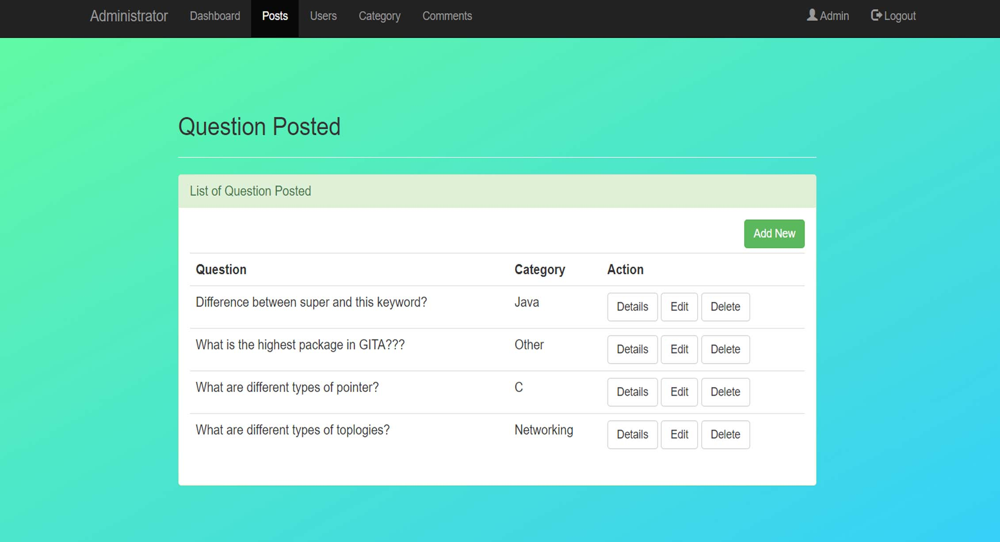 Administrator Dashboard Posts Users Category Comments Admin Logout
Question Posted
List of Question Posted
Add New
Question Category Action
Difference between super and this keyword? Java Details Edit Delete
What is the highest package in GITA??? Other Details Edit Delete
What are different types of pointer? C Details Edit Delete
What are different types of toplogies? Networking Details Edit Delete